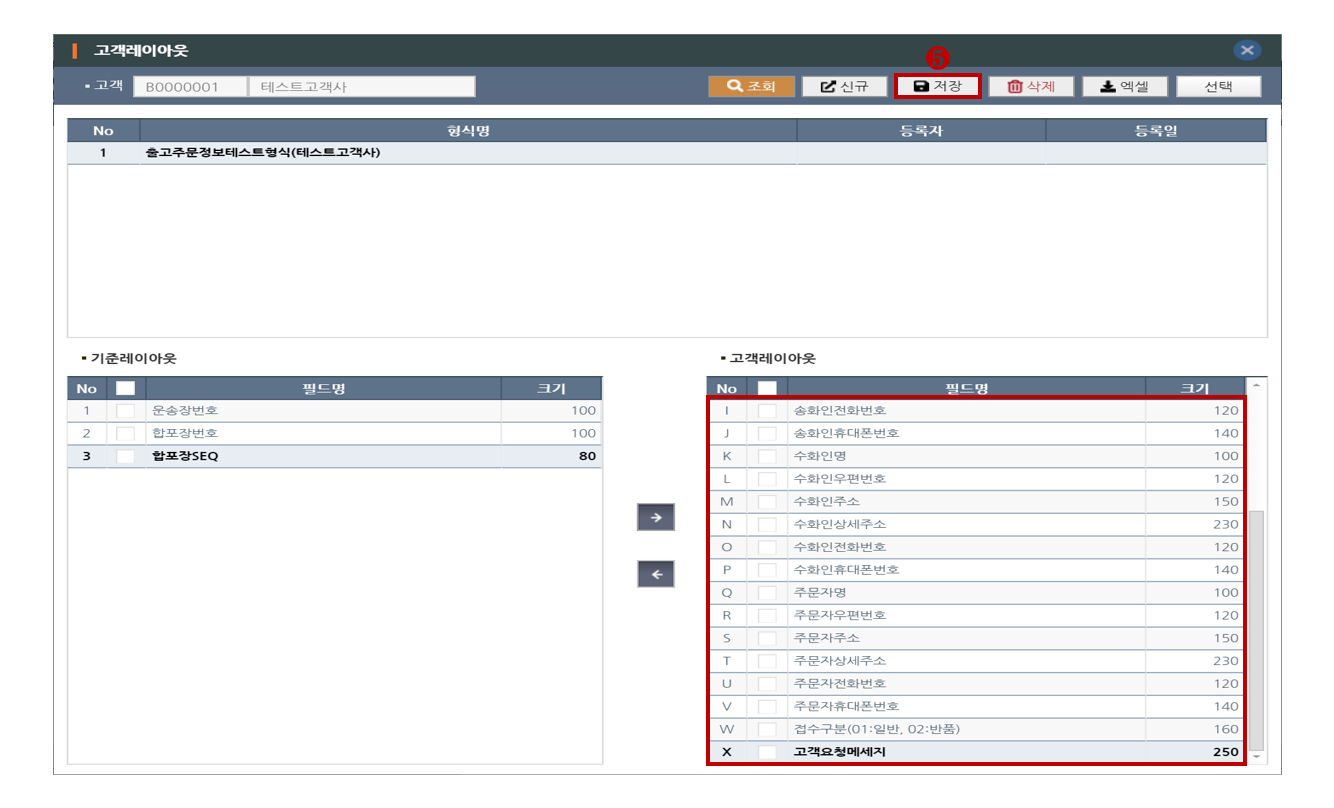 고객레이아웃
고객 B0000001 테스트고객사 조회 신규 저장 삭제 엑셀 선택
5
No 형식명 등록자 등록일
1 출고주문정보테스트형식(테스트고객사)
기준레이아웃
No 필드명 크기
1 운송장번호 100
2 합포장번호 100
3 합포장SEQ 80
고객레이아웃
No 필드명 크기
I 송화인전화번호 120
J 송화인휴대폰번호 140
K 수화인명 100
L 수화인우편번호 120
M 수화인주소 150
N 수화인상세주소 230
O 수화인전화번호 120
P 수화인휴대폰번호 140
Q 주문자명 100
R 주문자우편번호 120
S 주문자주소 150
T 주문자상세주소 230
U 주문자전화번호 120
V 주문자휴대폰번호 140
W 접수구분(01:일반, 02:반품) 160
X 고객요청메세지 250